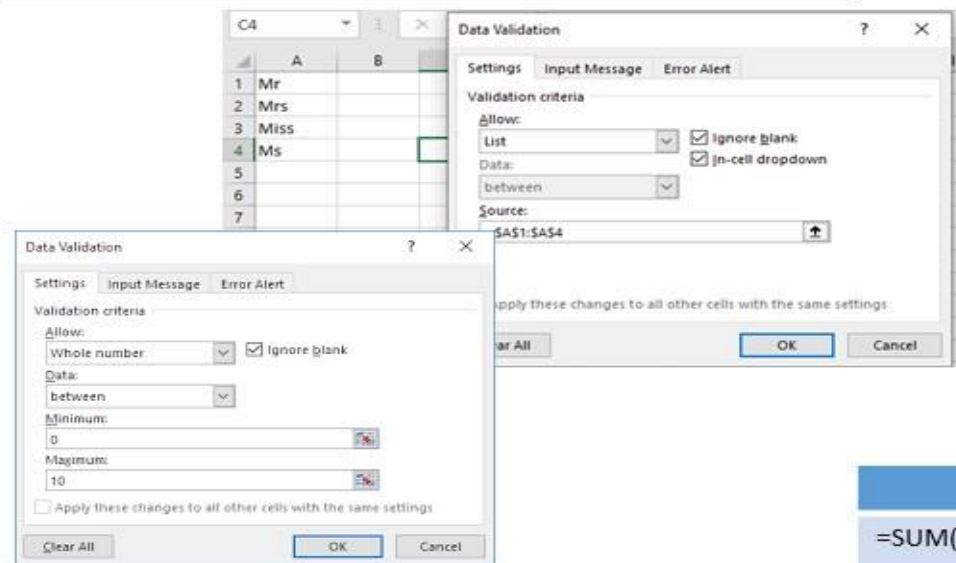 C4
Data Validation ? ×
Settings Input Message Error Alert
Validation criteria
Allow:
List
Ignore blank
In-cell dropdown
Data:
between
Source:
$A$1:$A$4
pply these changes to all other cells with the same settings
ar All OK Cancel
A B
1 Mr
2 Mrs
3 Miss
4 Ms
5
6
7
Data Validation ? ×
Settings Input Message Error Alert
Validation criteria
Allow:
Whole number
Ignore blank
Data:
between
Minimum:
0
Maximum:
10
Apply these changes to all other cells with the same settings
Clear All OK Cancel
=SUM(